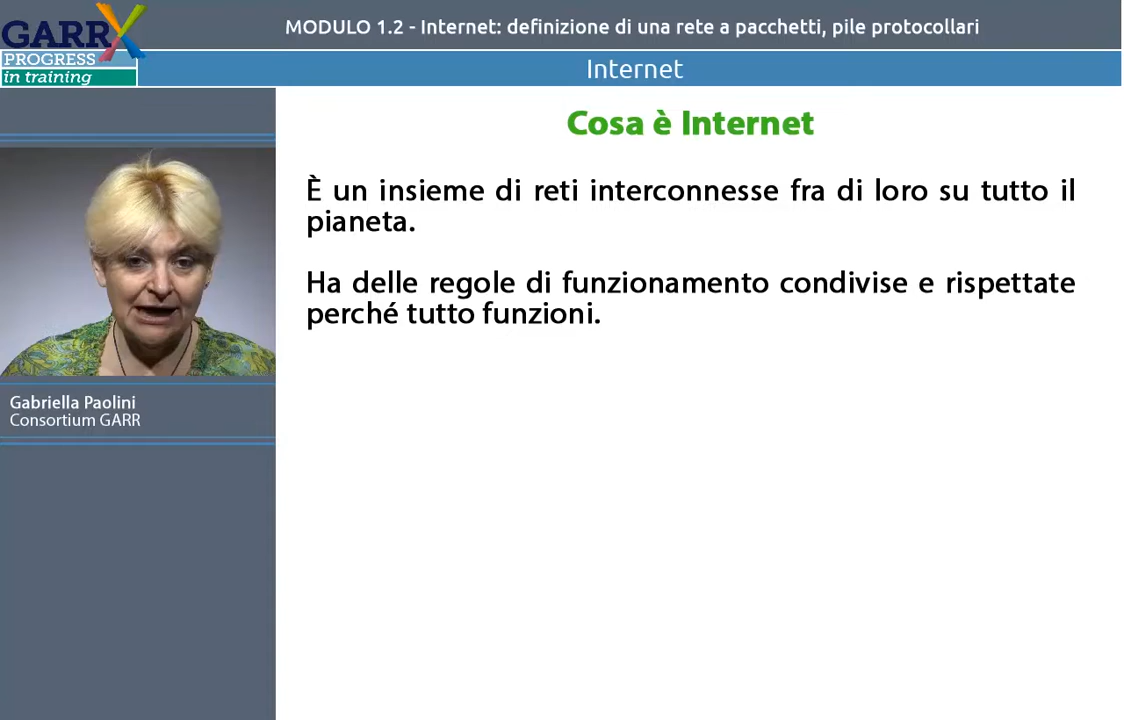 GARRX
PROGRESS
in training
MODULO 1.2 - Internet: definizione di una rete a pacchetti, pile protocollari
Internet
Cosa è Internet
È un insieme di reti interconnesse fra di loro su tutto il
pianeta.
Ha delle regole di funzionamento condivise e rispettate
perché tutto funzioni.
Gabriella Paolini
Consortium GARR